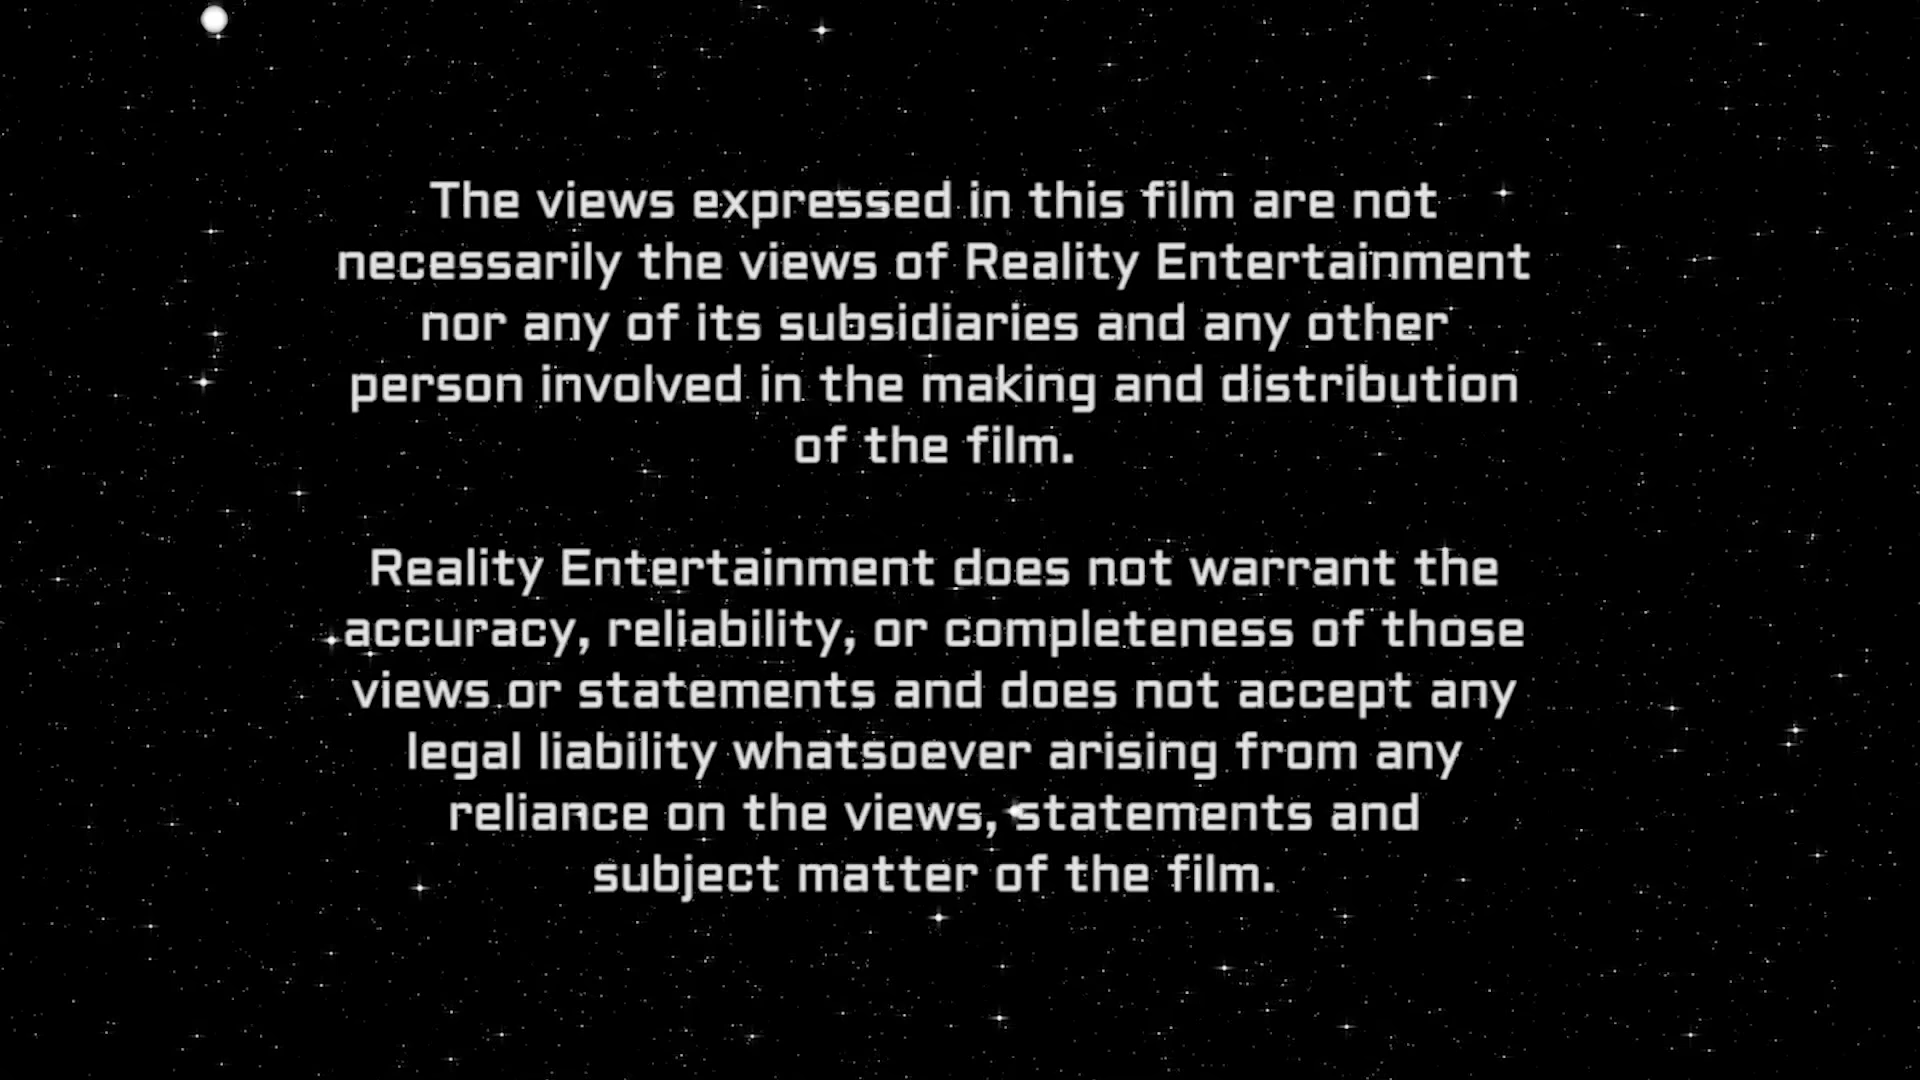 The views expressed in this film are not
necessarily the views of Reality Entertainment
nor any of its subsidiaries and any other
person involved in the making and distribution
of the film.
Reality Entertainment does not warrant the
accuracy, reliability, or completeness of those
views or statements and does not accept any
legal liability whatsoever arising from any
reliance on the views, statements and
subject matter of the film.